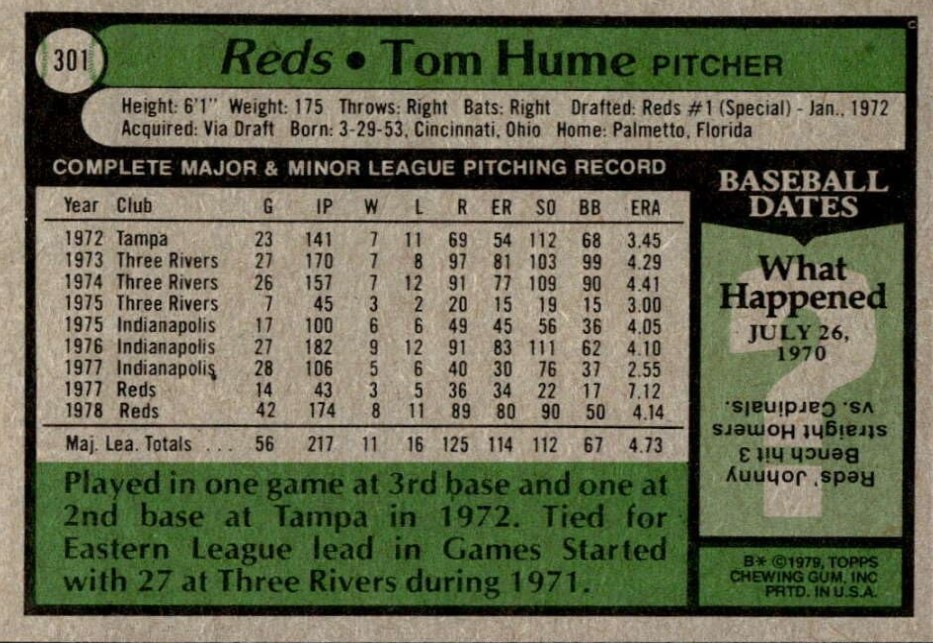 301
Reds • Tom Hume PITCHER
Height: 6'1" Weight: 175 Throws: Right Bats: Right Drafted: Reds #1 (Special) - Jan., 1972
Acquired: Via Draft Born: 3-29-53, Cincinnati, Ohio Home: Palmetto, Florida
COMPLETE MAJOR & MINOR LEAGUE PITCHING RECORD
Year Club G IP W L R ER SO BB ERA
1972 Tampa 23 141 7 11 69 54 112 68 3.45
1973 Three Rivers 27 170 7 8 97 81 103 99 4.29
1974 Three Rivers 26 157 7 12 91 77 109 90 4.41
1975 Three Rivers 7 45 3 2 20 15 19 15 3.00
1975 Indianapolis 17 100 6 6 49 45 56 36 4.05
1976 Indianapolis 27 182 9 12 91 83 111 62 4.10
1977 Indianapolis 28 106 5 6 40 30 76 37 2.55
1977 Reds 14 43 3 5 36 34 22 17 7.12
1978 Reds 42 174 8 11 89 80 90 50 4.14
Maj. Lea. Totals ... 56 217 11 16 125 114 112 67 4.73
Played in one game at 3rd base and one at
2nd base at Tampa in 1972. Tied for
Eastern League lead in Games Started
with 27 at Three Rivers during 1971.
BASEBALL
DATES
What
Happened
JULY 26,
1970
Reds' Johnny
Bench hit 3
straight Homers
vs. Cardinals.
B* ©1979, TOPPS
CHEWING GUM, INC
PRTD. IN U.S.A.